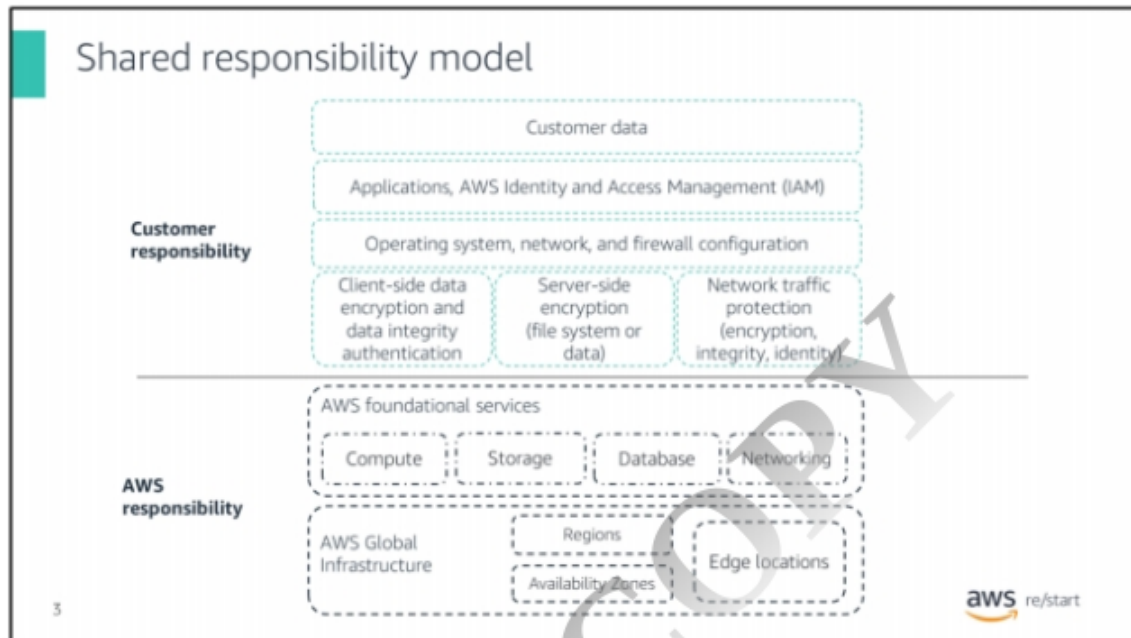 Shared responsibility model
Customer data
Applications, AWS Identity and Access Management (IAM)
Customer
responsibility
Operating system, network, and firewall configuration
Client-side data
encryption and
data integrity
authentication
Server-side
encryption
(file system or
data)
Network traffic
protection
(encryption,
integrity, identity)
AWS foundational services
Compute
Storage
Database
Networking
AWS
responsibility
AWS Global
Infrastructure
Regions
Availability Zones
Edge locations
3
aws re/start
COPY